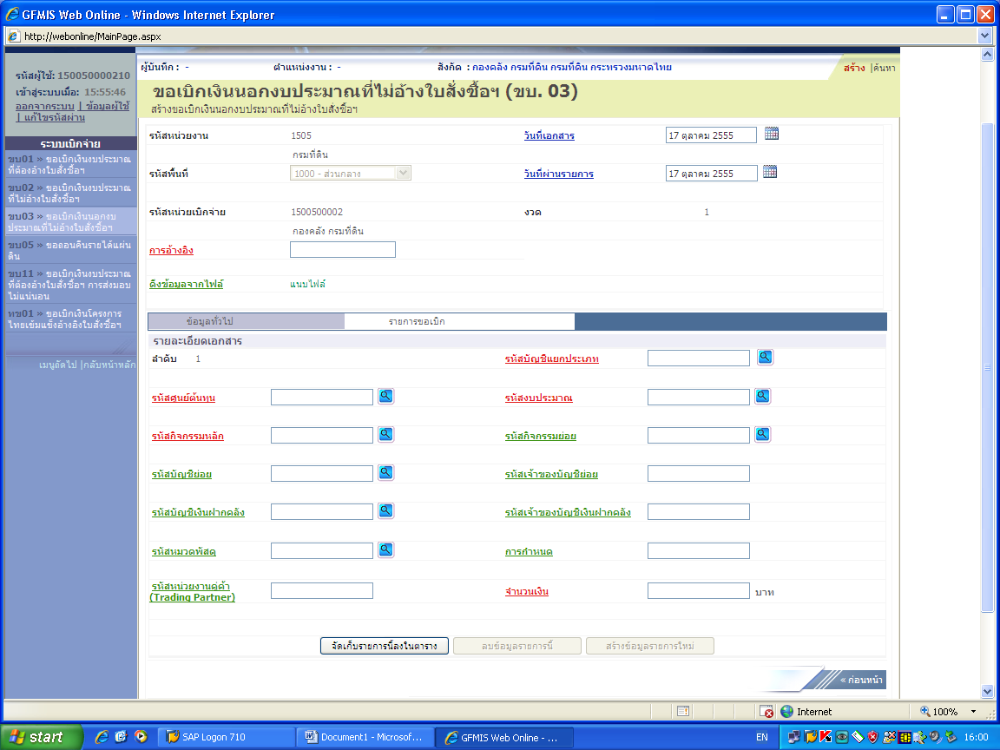 GFMIS Web Online - Windows Internet Explorer
http://webonline/MainPage.aspx
รหัสผู้ใช้: 150050000210
เข้าสู่ระบบเมื่อ: 15:55:46
ออกจากระบบ | ข้อมูลผู้ใช้
| แก้ไขรหัสผ่าน
ระบบเบิกจ่าย
ขบ01 » ขอเบิกเงินงบประมาณ
ที่ต้องอ้างใบสั่งซื้อฯ
ขบ02 » ขอเบิกเงินงบประมาณ
ที่ไม่อ้างใบสั่งซื้อฯ
ขบ03 » ขอเบิกเงินนอกงบ
ประมาณที่ไม่อ้างใบสั่งซื้อฯ
ขบ05 » ขอถอนคืนรายได้แผ่น
ดิน
ขบ11 » ขอเบิกเงินงบประมาณ
ที่ต้องอ้างใบสั่งซื้อฯ การส่งมอบ
ไม่แน่นอน
ทข01 » ขอเบิกเงินโครงการ
ไทยเข้มแข็งอ้างอิงใบสั่งซื้อฯ
เมนูถัดไป |กลับหน้าหลัก
ผู้บันทึก : - ตำแหน่งงาน : - สังกัด : กองคลัง กรมที่ดิน กรมที่ดิน กระทรวงมหาดไทย สร้าง |ค้นหา
ขอเบิกเงินนอกงบประมาณที่ไม่อ้างใบสั่งซื้อฯ (ขบ. 03)
สร้างขอเบิกเงินนอกงบประมาณที่ไม่อ้างใบสั่งซื้อฯ
รหัสหน่วยงาน 1505 วันที่เอกสาร 17 ตุลาคม 2555
กรมที่ดิน
รหัสพื้นที่ 1000 - ส่วนกลาง วันที่ผ่านรายการ 17 ตุลาคม 2555
รหัสหน่วยเบิกจ่าย 1500500002 งวด 1
กองคลัง กรมที่ดิน
การอ้างอิง
ดึงข้อมูลจากไฟล์ แนบไฟล์
ข้อมูลทั่วไป รายการขอเบิก
รายละเอียดเอกสาร
ลำดับ 1 รหัสบัญชีแยกประเภท
รหัสศูนย์ต้นทุน รหัสงบประมาณ
รหัสกิจกรรมหลัก รหัสกิจกรรมย่อย
รหัสบัญชีย่อย รหัสเจ้าของบัญชีย่อย
รหัสบัญชีเงินฝากคลัง รหัสเจ้าของบัญชีเงินฝากคลัง
รหัสหมวดพัสดุ การกำหนด
รหัสหน่วยงานคู่ค้า
(Trading Partner) จำนวนเงิน บาท
จัดเก็บรายการนี้ลงในตาราง ลบข้อมูลรายการนี้ สร้างข้อมูลรายการใหม่
« ก่อนหน้า
Internet 100%
start SAP Logon 710 Document1 - Microsof... GFMIS Web Online - ... EN 16:00